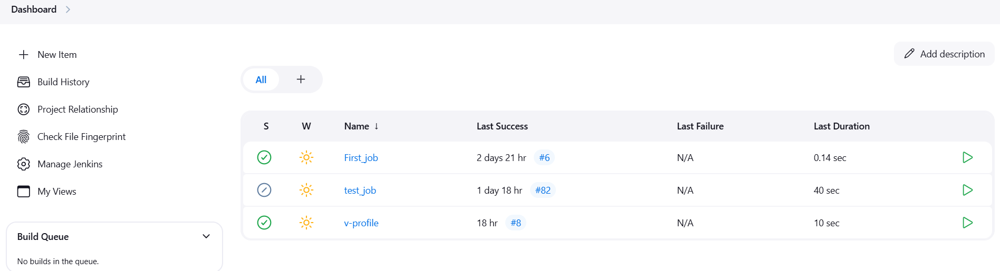 Dashboard
New Item
Build History
Project Relationship
Check File Fingerprint
Manage Jenkins
My Views
Build Queue
No builds in the queue.
Add description
All
S W Name ↓ Last Success Last Failure Last Duration
First_job 2 days 21 hr #6 N/A 0.14 sec
test_job 1 day 18 hr #82 N/A 40 sec
v-profile 18 hr #8 N/A 10 sec